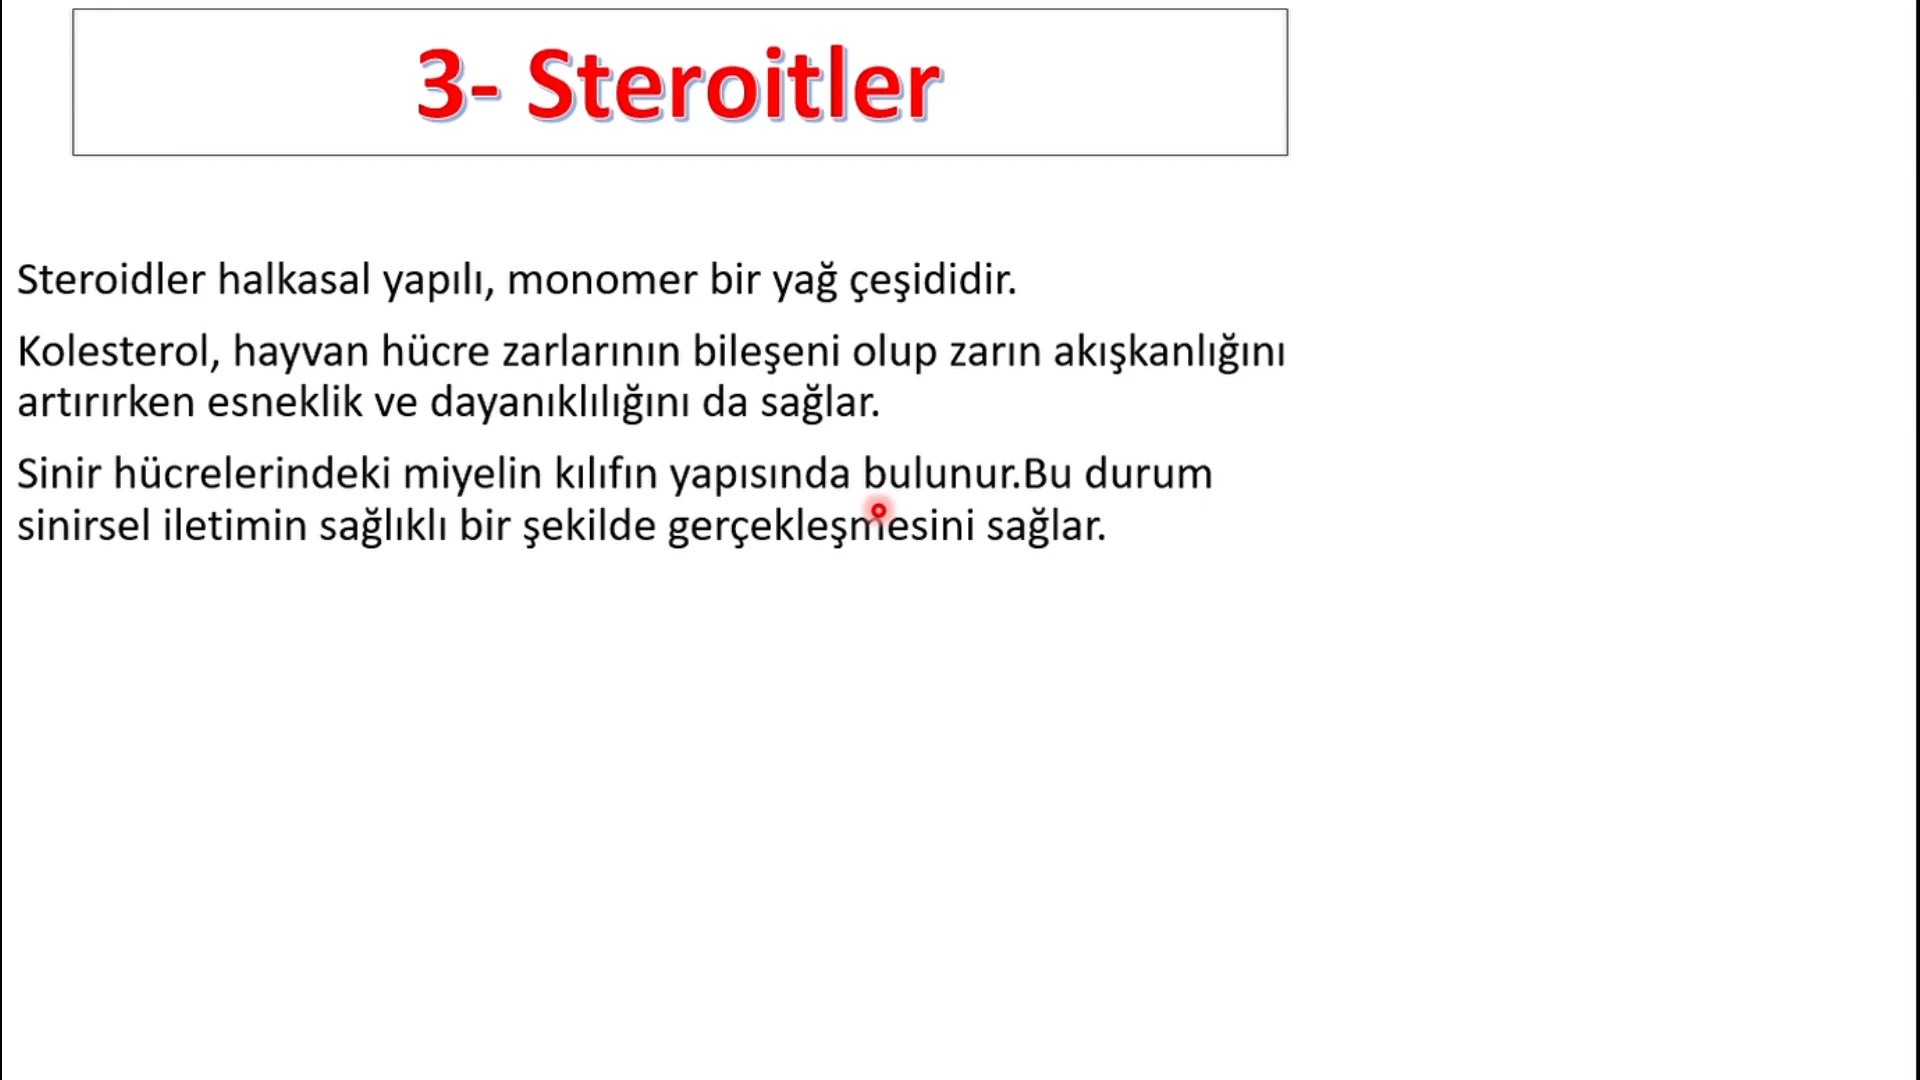 3- Steroitler
Steroidler halkasal yapılı, monomer bir yağ çeşididir.
Kolesterol, hayvan hücre zarlarının bileşeni olup zarın akışkanlığını
artırırken esneklik ve dayanıklılığını da sağlar.
Sinir hücrelerindeki miyelin kılıfın yapısında bulunur.Bu durum
sinirsel iletimin sağlıklı bir şekilde gerçekleşmesini sağlar.